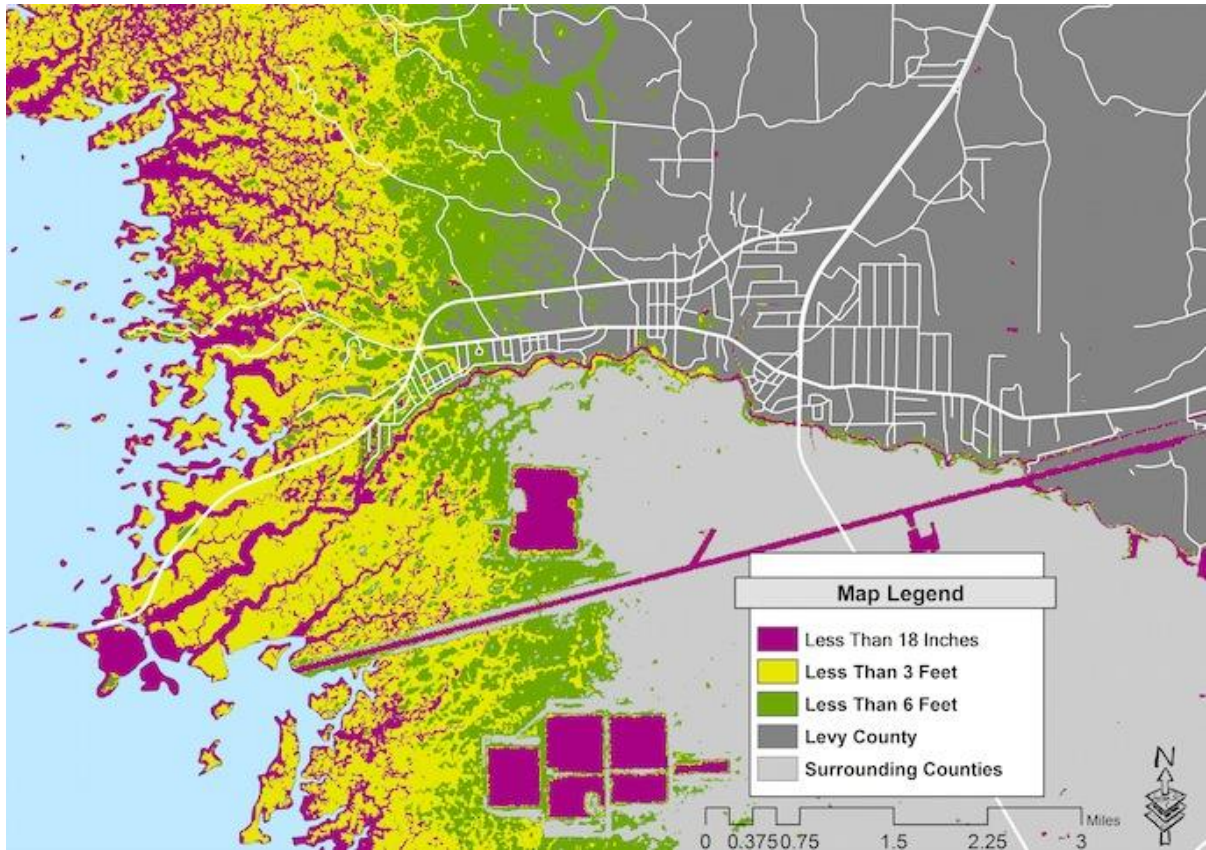 Map Legend
Less Than 18 Inches
Less Than 3 Feet
Less Than 6 Feet
Levy County
Surrounding Counties
N
Miles
0 0.375 0.75 1.5 2.25 3